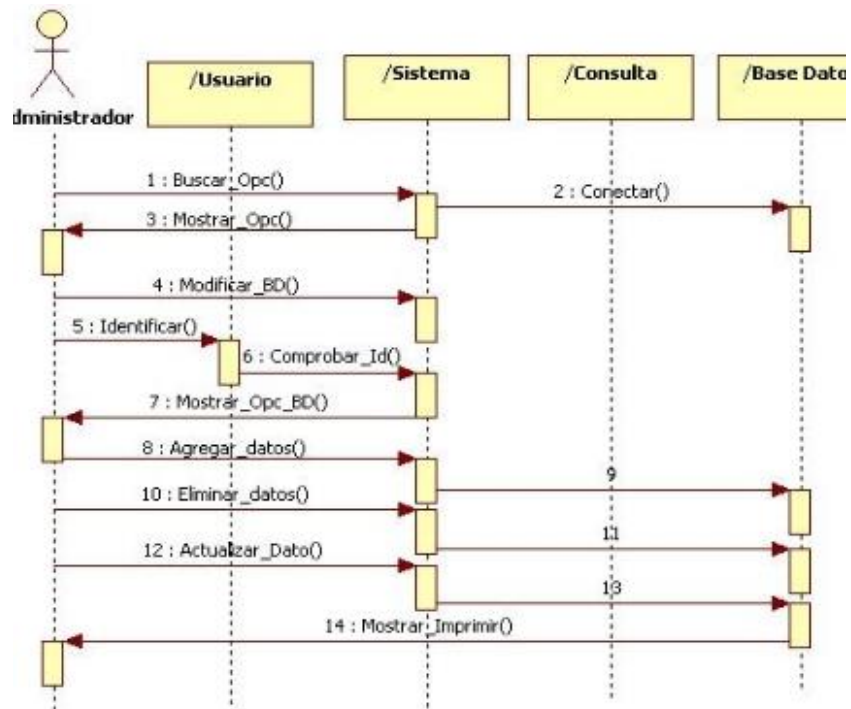 dministrador
/Usuario
/Sistema
/Consulta
/Base Dato
1 : Buscar_Opc()
2 : Conectar()
3 : Mostrar_Opc()
4 : Modificar_BD()
5 : Identificar()
6 : Comprobar_Id()
7 : Mostrar_Opc_BD()
8 : Agregar_datos()
9
10 : Eliminar_datos()
11
12 : Actualizar_Dato()
13
14 : Mostrar_Imprimir()